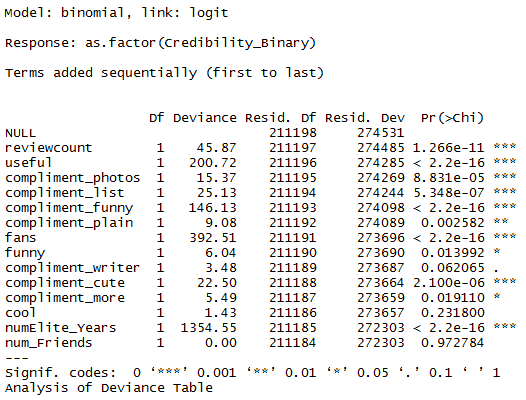 Model: binomial, link: logit
Response: as.factor(Credibility_Binary)
Terms added sequentially (first to last)
Df Deviance Resid. Df Resid. Dev Pr(>Chi)
NULL 211198 274531
reviewcount 1 45.87 211197 274485 1.266e-11 ***
useful 1 200.72 211196 274285 < 2.2e-16 ***
compliment_photos 1 15.37 211195 274269 8.831e-05 ***
compliment_list 1 25.13 211194 274244 5.348e-07 ***
compliment_funny 1 146.13 211193 274098 < 2.2e-16 ***
compliment_plain 1 9.08 211192 274089 0.002582 **
fans 1 392.51 211191 273696 < 2.2e-16 ***
funny 1 6.04 211190 273690 0.013992 *
compliment_writer 1 3.48 211189 273687 0.062065 .
compliment_cute 1 22.50 211188 273664 2.100e-06 ***
compliment_more 1 5.49 211187 273659 0.019110 *
cool 1 1.43 211186 273657 0.231800
numElite_Years 1 1354.55 211185 272303 < 2.2e-16 ***
num_Friends 1 0.00 211184 272303 0.972784
---
Signif. codes: 0 ‘***’ 0.001 ‘**’ 0.01 ‘*’ 0.05 ‘.’ 0.1 ‘ ’ 1
Analysis of Deviance Table